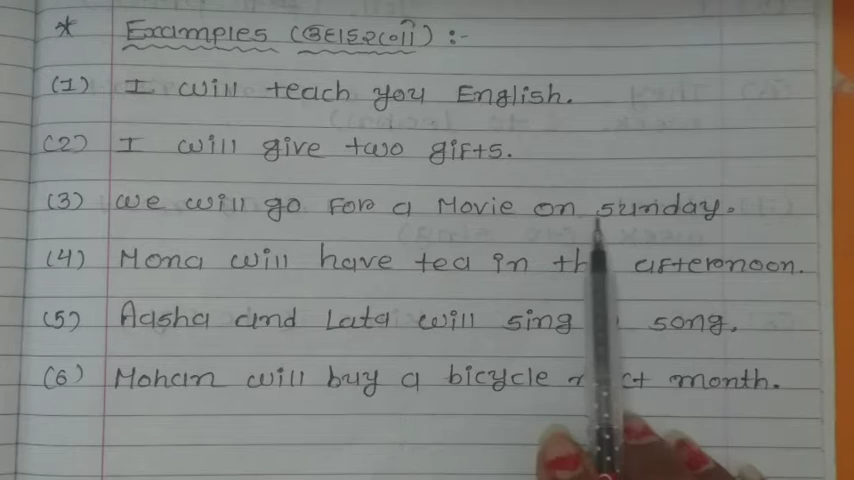 * Examples (ઉદાહરણો) :-
(1) I will teach you English.
(2) I will give two gifts.
(3) We will go for a Movie on sunday.
(4) Mona will have tea in the afternoon.
(5) Aasha and Lata will sing song.
(6) Mohan will buy a bicycle next month.